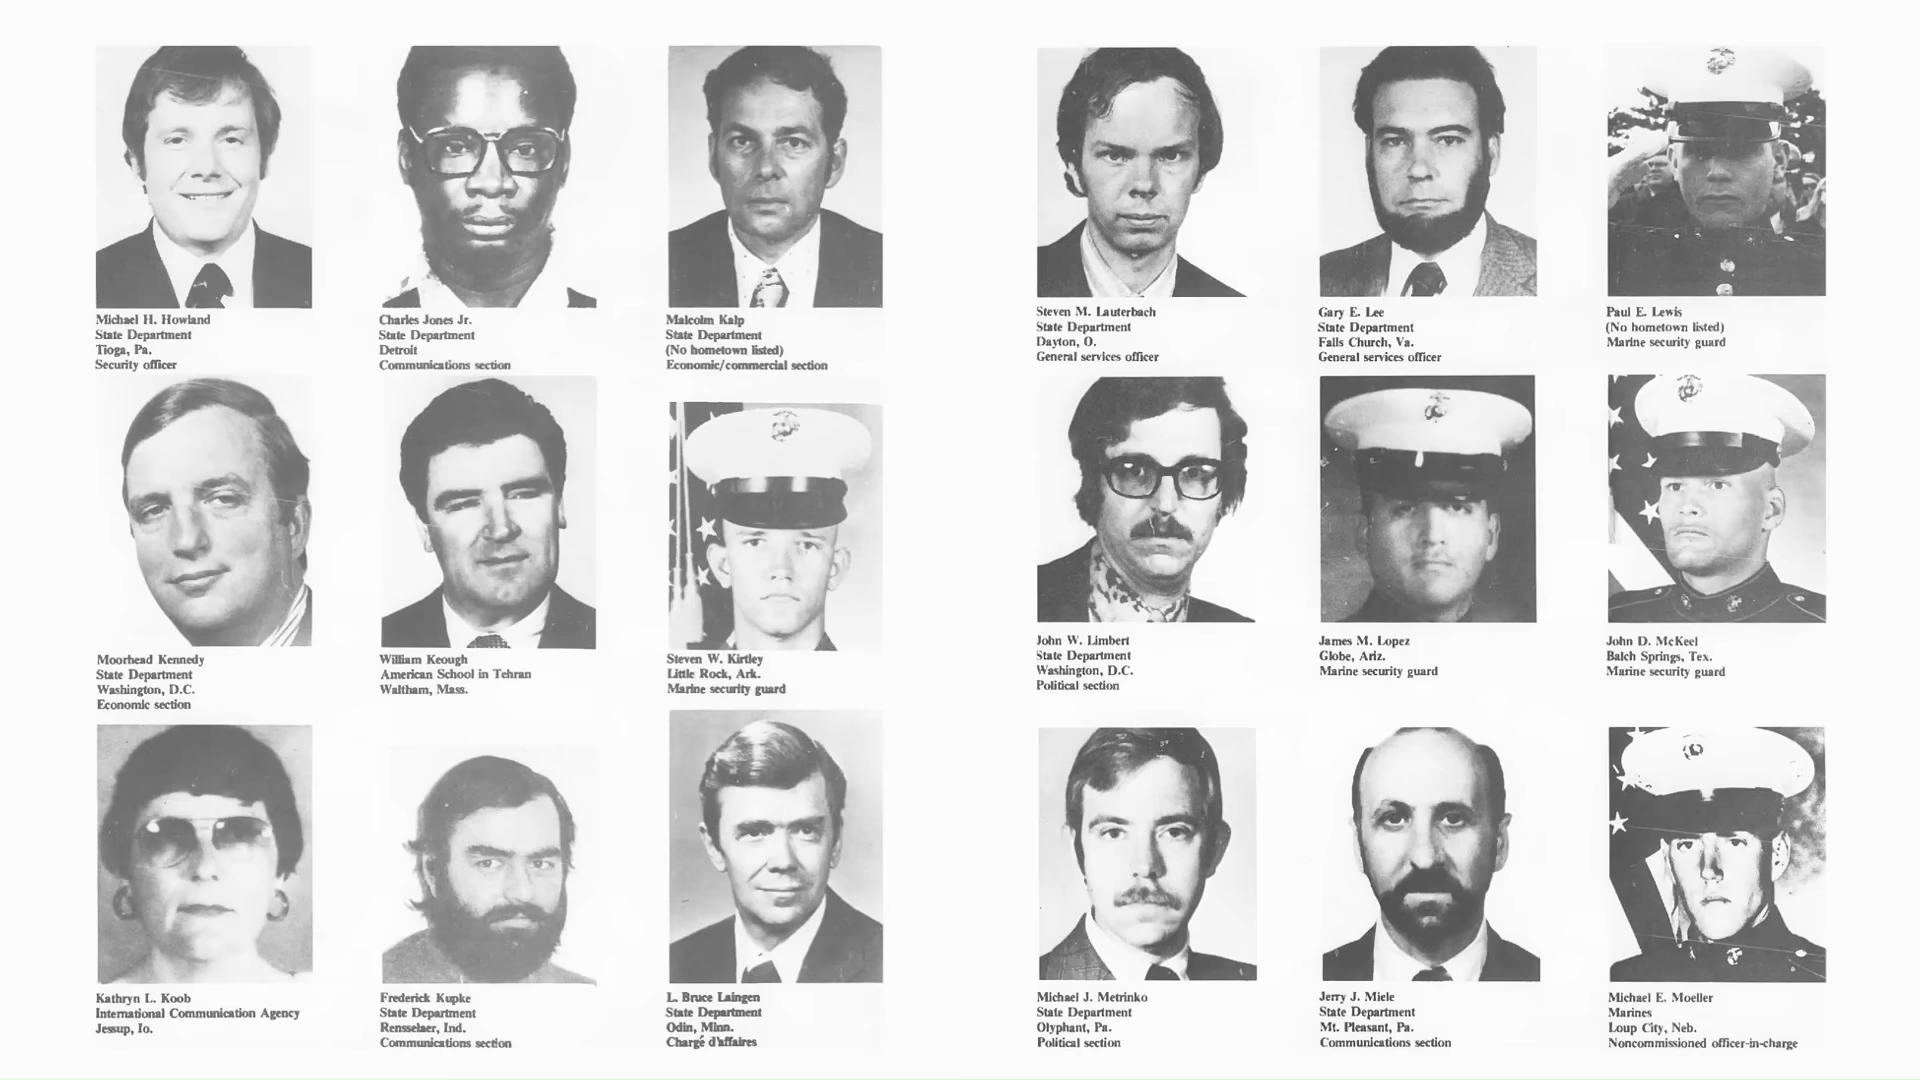 Michael H. Howland
State Department
Tioga, Pa.
Security officer
Charles Jones Jr.
State Department
Detroit
Communications section
Malcolm Kalp
State Department
(No hometown listed)
Economic/commercial section
Moorhead Kennedy
State Department
Washington, D.C.
Economic section
William Keough
American School in Tehran
Waltham, Mass.
Steven W. Kirtley
Little Rock, Ark.
Marine security guard
Kathryn L. Koob
International Communication Agency
Jessup, Io.
Frederick Kupke
State Department
Rensselaer, Ind.
Communications section
L. Bruce Laingen
State Department
Odin, Minn.
Chargé d'affaires
Steven M. Lauterbach
State Department
Dayton, O.
General services officer
Gary E. Lee
State Department
Falls Church, Va.
General services officer
Paul E. Lewis
(No hometown listed)
Marine security guard
John W. Limbert
State Department
Washington, D.C.
Political section
James M. Lopez
Globe, Ariz.
Marine security guard
John D. McKeel
Balch Springs, Tex.
Marine security guard
Michael J. Metrinko
State Department
Olyphant, Pa.
Political section
Jerry J. Miele
State Department
Mt. Pleasant, Pa.
Communications section
Michael E. Moeller
Marines
Loup City, Neb.
Noncommissioned officer-in-charge